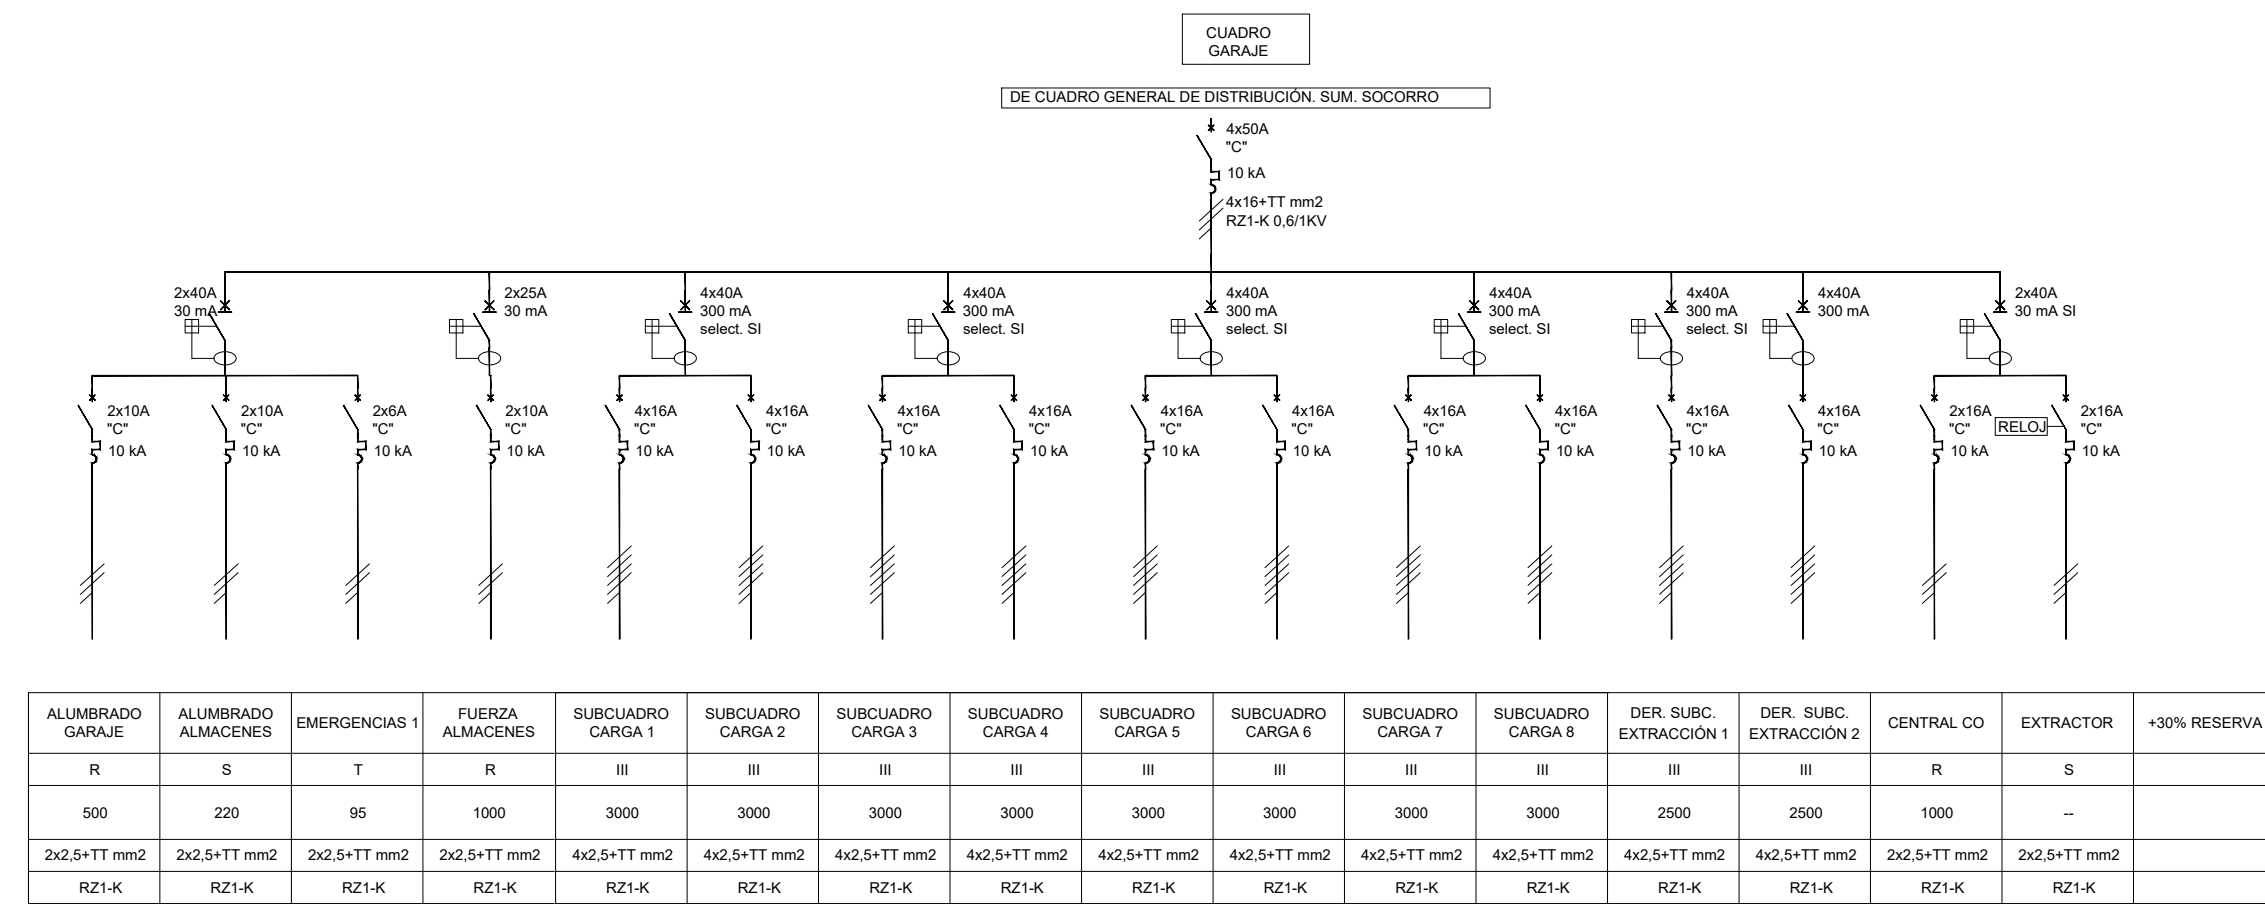 CUADRO
GARAJE
DE CUADRO GENERAL DE DISTRIBUCIÓN. SUM. SOCORRO
4x50A
"C"
10 kA
4x16+TT mm2
RZ1-K 0,6/1KV
2x40A 2x25A 4x40A 4x40A 4x40A 4x40A 4x40A 4x40A 2x40A
30 mA 30 mA 300 mA 300 mA 300 mA 300 mA 300 mA 300 mA 30 mA SI
select. SI select. SI select. SI select. SI select. SI
2x10A 2x10A 2x6A 2x10A 4x16A 4x16A 4x16A 4x16A 4x16A 4x16A 4x16A 4x16A 4x16A 4x16A 2x16A 2x16A
"C" "C" "C" "C" "C" "C" "C" "C" "C" "C" "C" "C" "C" "C" "C" RELOJ "C"
10 kA 10 kA 10 kA 10 kA 10 kA 10 kA 10 kA 10 kA 10 kA 10 kA 10 kA 10 kA 10 kA 10 kA 10 kA 10 kA
ALUMBRADO ALUMBRADO EMERGENCIAS 1 FUERZA SUBCUADRO SUBCUADRO SUBCUADRO SUBCUADRO SUBCUADRO SUBCUADRO SUBCUADRO SUBCUADRO DER. SUBC. DER. SUBC. CENTRAL CO EXTRACTOR +30% RESERVA
GARAJE ALMACENES ALMACENES CARGA 1 CARGA 2 CARGA 3 CARGA 4 CARGA 5 CARGA 6 CARGA 7 CARGA 8 EXTRACCIÓN 1 EXTRACCIÓN 2
R S T R III III III III III III III III III III R S
500 220 95 1000 3000 3000 3000 3000 3000 3000 3000 3000 2500 2500 1000 --
2x2,5+TT mm2 2x2,5+TT mm2 2x2,5+TT mm2 2x2,5+TT mm2 4x2,5+TT mm2 4x2,5+TT mm2 4x2,5+TT mm2 4x2,5+TT mm2 4x2,5+TT mm2 4x2,5+TT mm2 4x2,5+TT mm2 4x2,5+TT mm2 4x2,5+TT mm2 4x2,5+TT mm2 2x2,5+TT mm2 2x2,5+TT mm2
RZ1-K RZ1-K RZ1-K RZ1-K RZ1-K RZ1-K RZ1-K RZ1-K RZ1-K RZ1-K RZ1-K RZ1-K RZ1-K RZ1-K RZ1-K RZ1-K